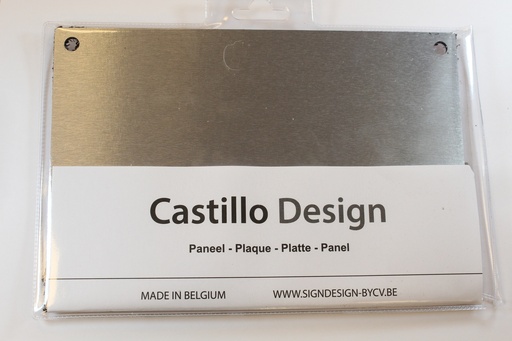 Castillo Design
Paneel - Plaque - Platte - Panel
MADE IN BELGIUM WWW.SIGNDESIGN-BYCV.BE